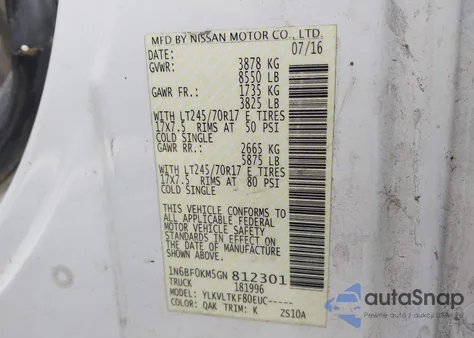 MFD BY NISSAN MOTOR CO., LTD.
DATE: 07/16
GVWR: 3878 KG
8550 LB
GAWR FR.: 1735 KG
3825 LB
WITH LT245/70R17 E TIRES
17X7.5 RIMS AT 50 PSI
COLD SINGLE
GAWR RR.: 2665 KG
5875 LB
WITH LT245/70R17 E TIRES
17X7.5 RIMS AT 80 PSI
COLD SINGLE
THIS VEHICLE CONFORMS TO
ALL APPLICABLE FEDERAL
MOTOR VEHICLE SAFETY
STANDARDS IN EFFECT ON
THE DATE OF MANUFACTURE
SHOWN ABOVE.
1N6BF0KM5GN 812301
TRUCK 181996
MODEL: YLKVLTKF80EUC-----
COLOR: QAK TRIM: K ZS10A
autoSnap
Zdjęcia z aukcji i z aut